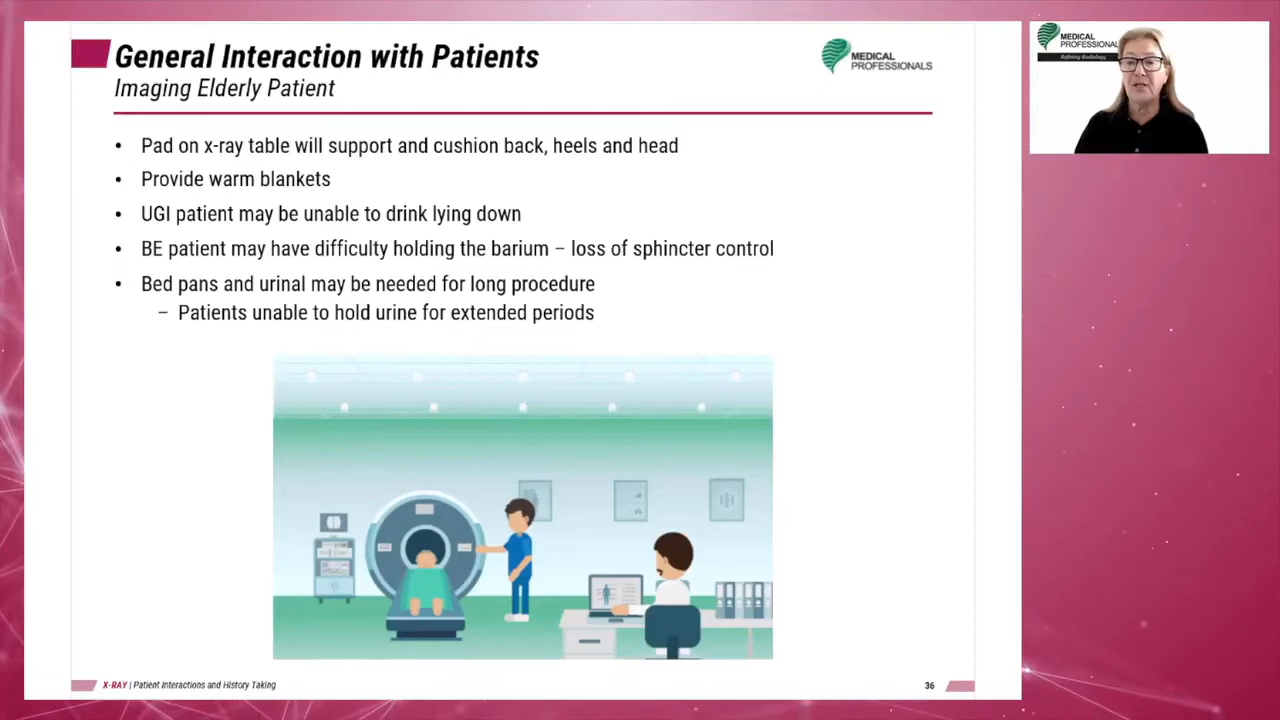 General Interaction with Patients
Imaging Elderly Patient
MEDICAL
PROFESSIONALS
MEDICAL
PROFESSIONAL
Refining Radiology
• Pad on x-ray table will support and cushion back, heels and head
• Provide warm blankets
• UGI patient may be unable to drink lying down
• BE patient may have difficulty holding the barium – loss of sphincter control
• Bed pans and urinal may be needed for long procedure
– Patients unable to hold urine for extended periods
X-RAY | Patient Interactions and History Taking
36